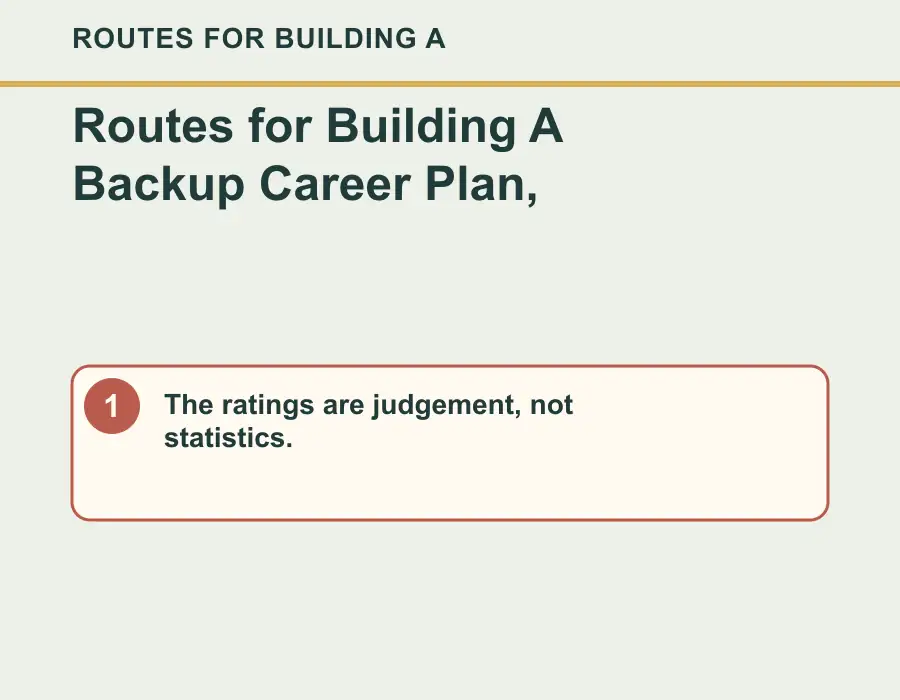 ROUTES FOR BUILDING A
Routes for Building A
Backup Career Plan,
1
The ratings are judgement, not
statistics.